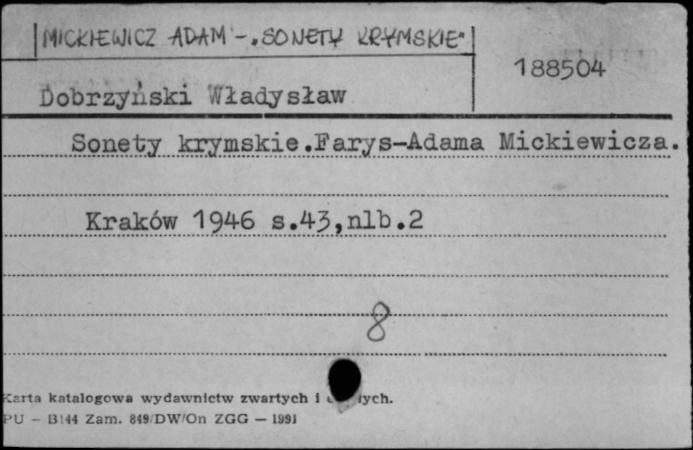 MICKIEWICZ ADAM - "SONETY KRYMSKIE"
188504
Dobrzyński Władysław
Sonety krymskie.Farys-Adama Mickiewicza.
Kraków 1946 s.43,nlb.2
8
Karta katalogowa wydawnictw zwartych i
PU - B144 Zam. 849/DW/On ZGG — 1991